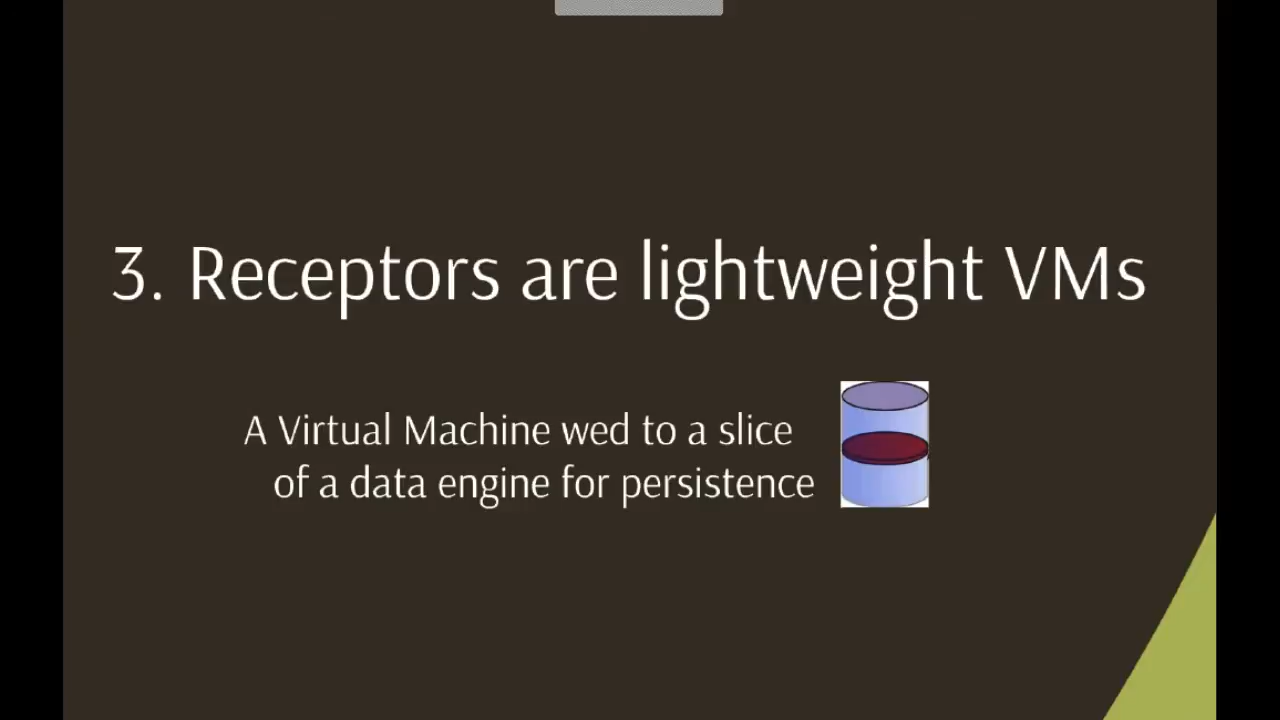 3. Receptors are lightweight VMs
A Virtual Machine wed to a slice
of a data engine for persistence